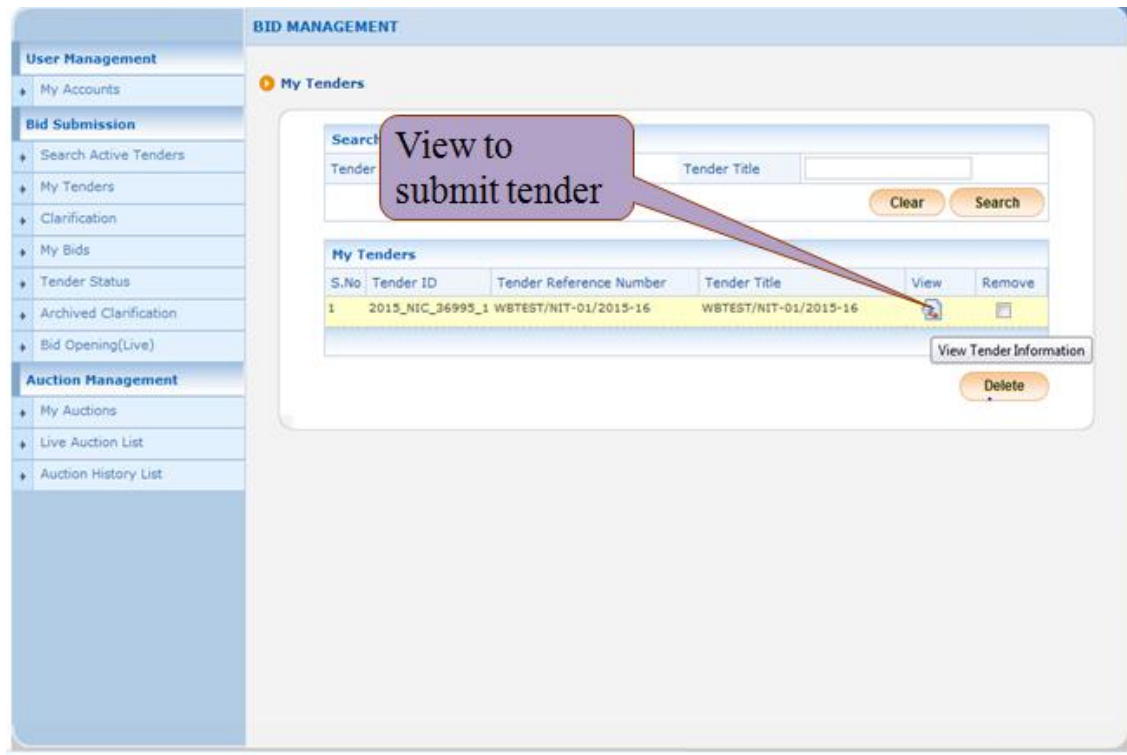 BID MANAGEMENT
User Management
My Accounts
Bid Submission
Search Active Tenders
My Tenders
Clarification
My Bids
Tender Status
Archived Clarification
Bid Opening(Live)
Auction Management
My Auctions
Live Auction List
Auction History List
My Tenders
Search
View to
submit tender
Tender Tender Title
Clear Search
My Tenders
S.No Tender ID Tender Reference Number Tender Title View Remove
1 2015_NIC_36995_1 WBTEST/NIT-01/2015-16 WBTEST/NIT-01/2015-16
View Tender Information
Delete